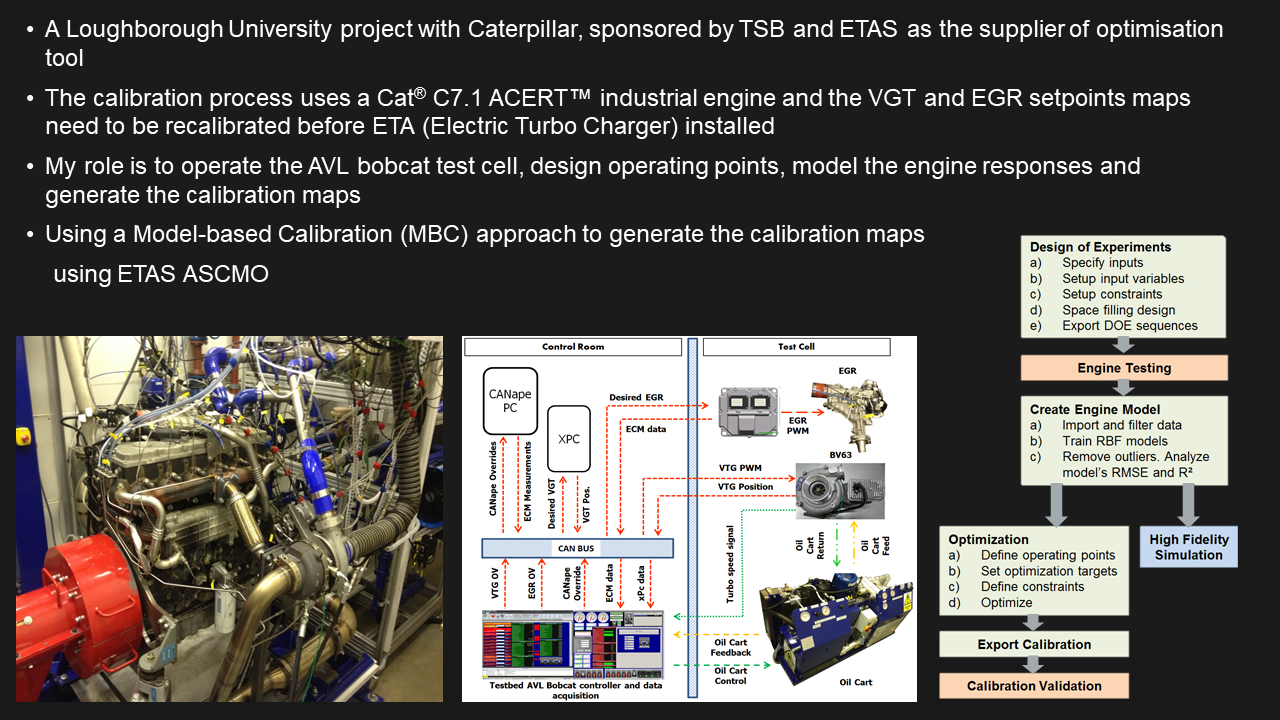 • A Loughborough University project with Caterpillar, sponsored by TSB and ETAS as the supplier of optimisation
tool
• The calibration process uses a Cat® C7.1 ACERT™ industrial engine and the VGT and EGR setpoints maps
need to be recalibrated before ETA (Electric Turbo Charger) installed
• My role is to operate the AVL bobcat test cell, design operating points, model the engine responses and
generate the calibration maps
• Using a Model-based Calibration (MBC) approach to generate the calibration maps
using ETAS ASCMO
Control Room
Test Cell
CANape
PC
XPC
Desired EGR
ECM data
EGR
PWM
EGR
BV63
VTG PWM
VTG Position
CANape Overrides
ECM Measurements
Desired VGT
VGT Pos.
CAN BUS
VTG OV
EGR OV
CANape
Override
ECM data
xPc data
Turbo speed signal
Oil
Cart
Return
Oil
Cart
Feed
Oil Cart
Feedback
Oil Cart
Control
Oil Cart
Testbed AVL Bobcat controller and data
acquisition
Design of Experiments
a) Specify inputs
b) Setup input variables
c) Setup constraints
d) Space filling design
e) Export DOE sequences
Engine Testing
Create Engine Model
a) Import and filter data
b) Train RBF models
c) Remove outliers. Analyze
model's RMSE and R²
Optimization
a) Define operating points
b) Set optimization targets
c) Define constraints
d) Optimize
High Fidelity
Simulation
Export Calibration
Calibration Validation